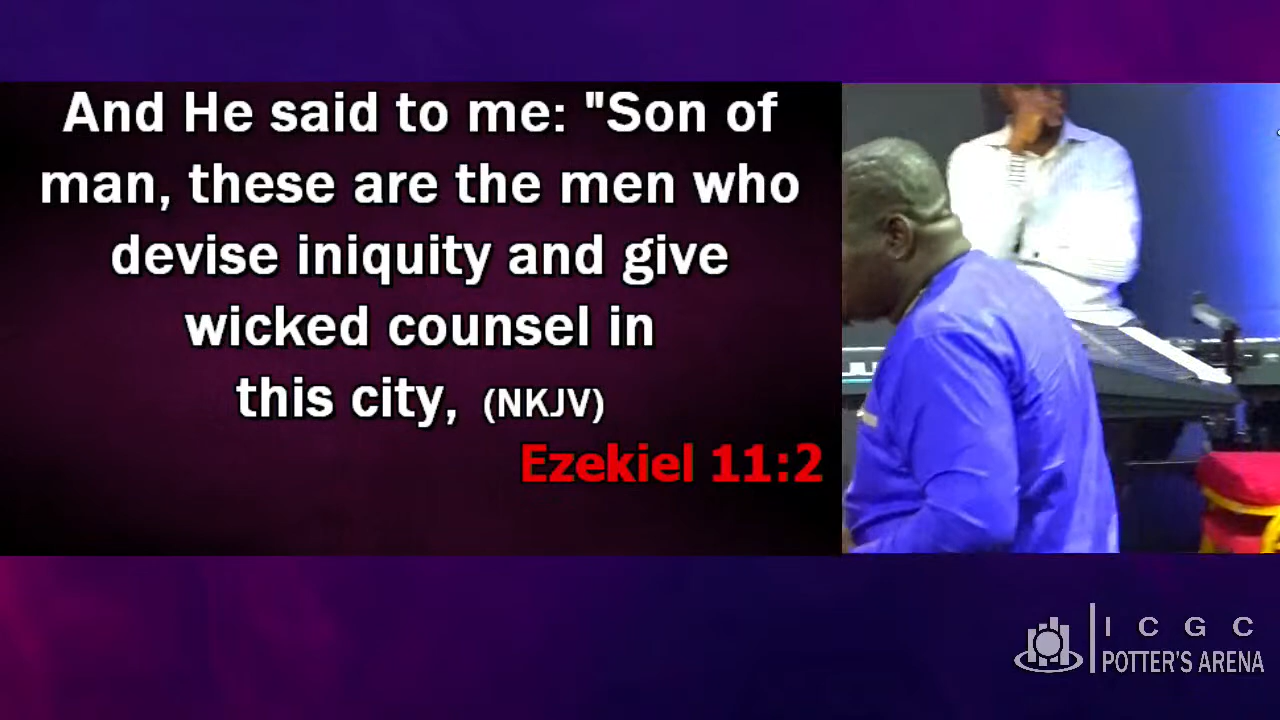 And He said to me: "Son of
man, these are the men who
devise iniquity and give
wicked counsel in
this city, (NKJV)
Ezekiel 11:2
I C G C
POTTER'S ARENA